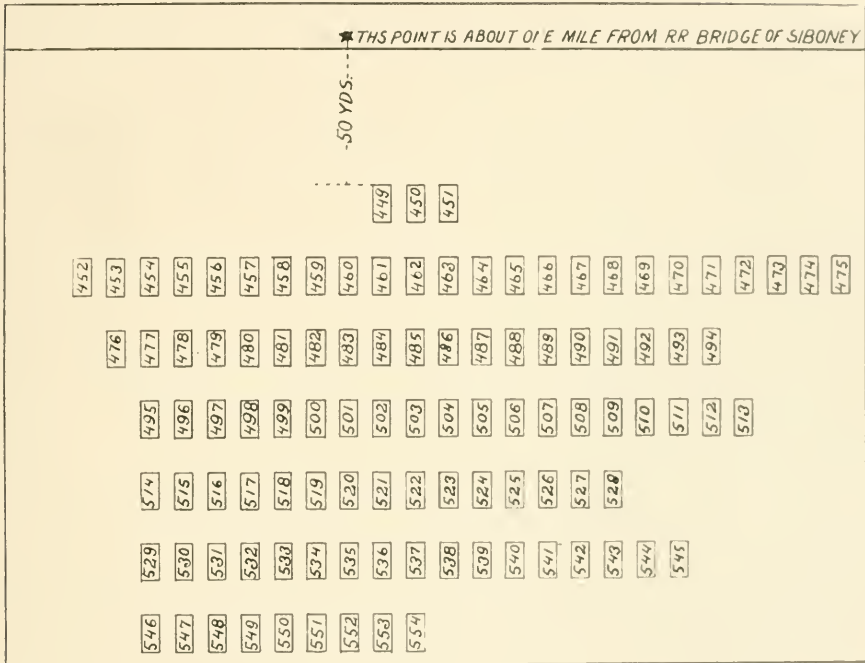 THS POINT IS ABOUT OI E MILE FROM RR BRIDGE OF SIBONEY
50 YDS.
449 450 451
452 453 454 455 456 457 458 459 460 461 462 463 464 465 466 467 468 469 470 471 472 473 474 475
476 477 478 479 480 481 482 483 484 485 486 487 488 489 490 491 492 493 494
495 496 497 498 499 500 501 502 503 504 505 506 507 508 509 510 511 512 513
514 515 516 517 518 519 520 521 522 523 524 525 526 527 528
529 530 531 532 533 534 535 536 537 538 539 540 541 542 543 544 545
546 547 548 549 550 551 552 553 554